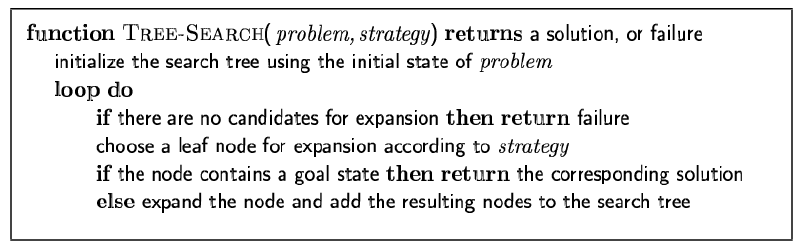 function TREE-SEARCH( problem, strategy) returns a solution, or failure
initialize the search tree using the initial state of problem
loop do
if there are no candidates for expansion then return failure
choose a leaf node for expansion according to strategy
if the node contains a goal state then return the corresponding solution
else expand the node and add the resulting nodes to the search tree